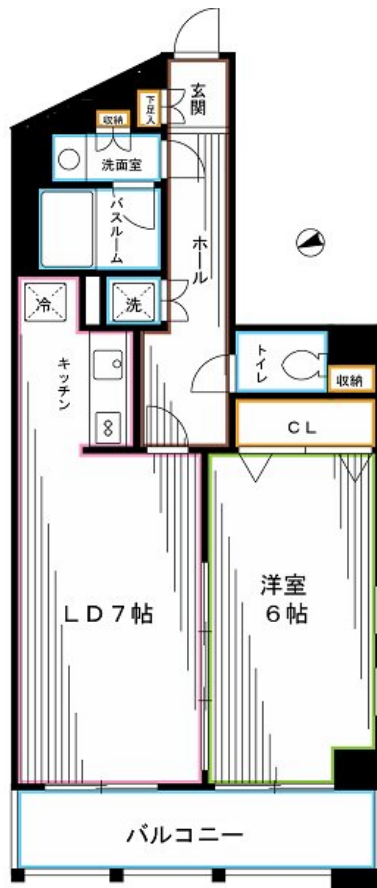 玄関
下足入
収納
洗面室
バスルーム
ホール
冷
洗
キッチン
トイレ
収納
CL
LD7帖
洋室
6帖
バルコニー